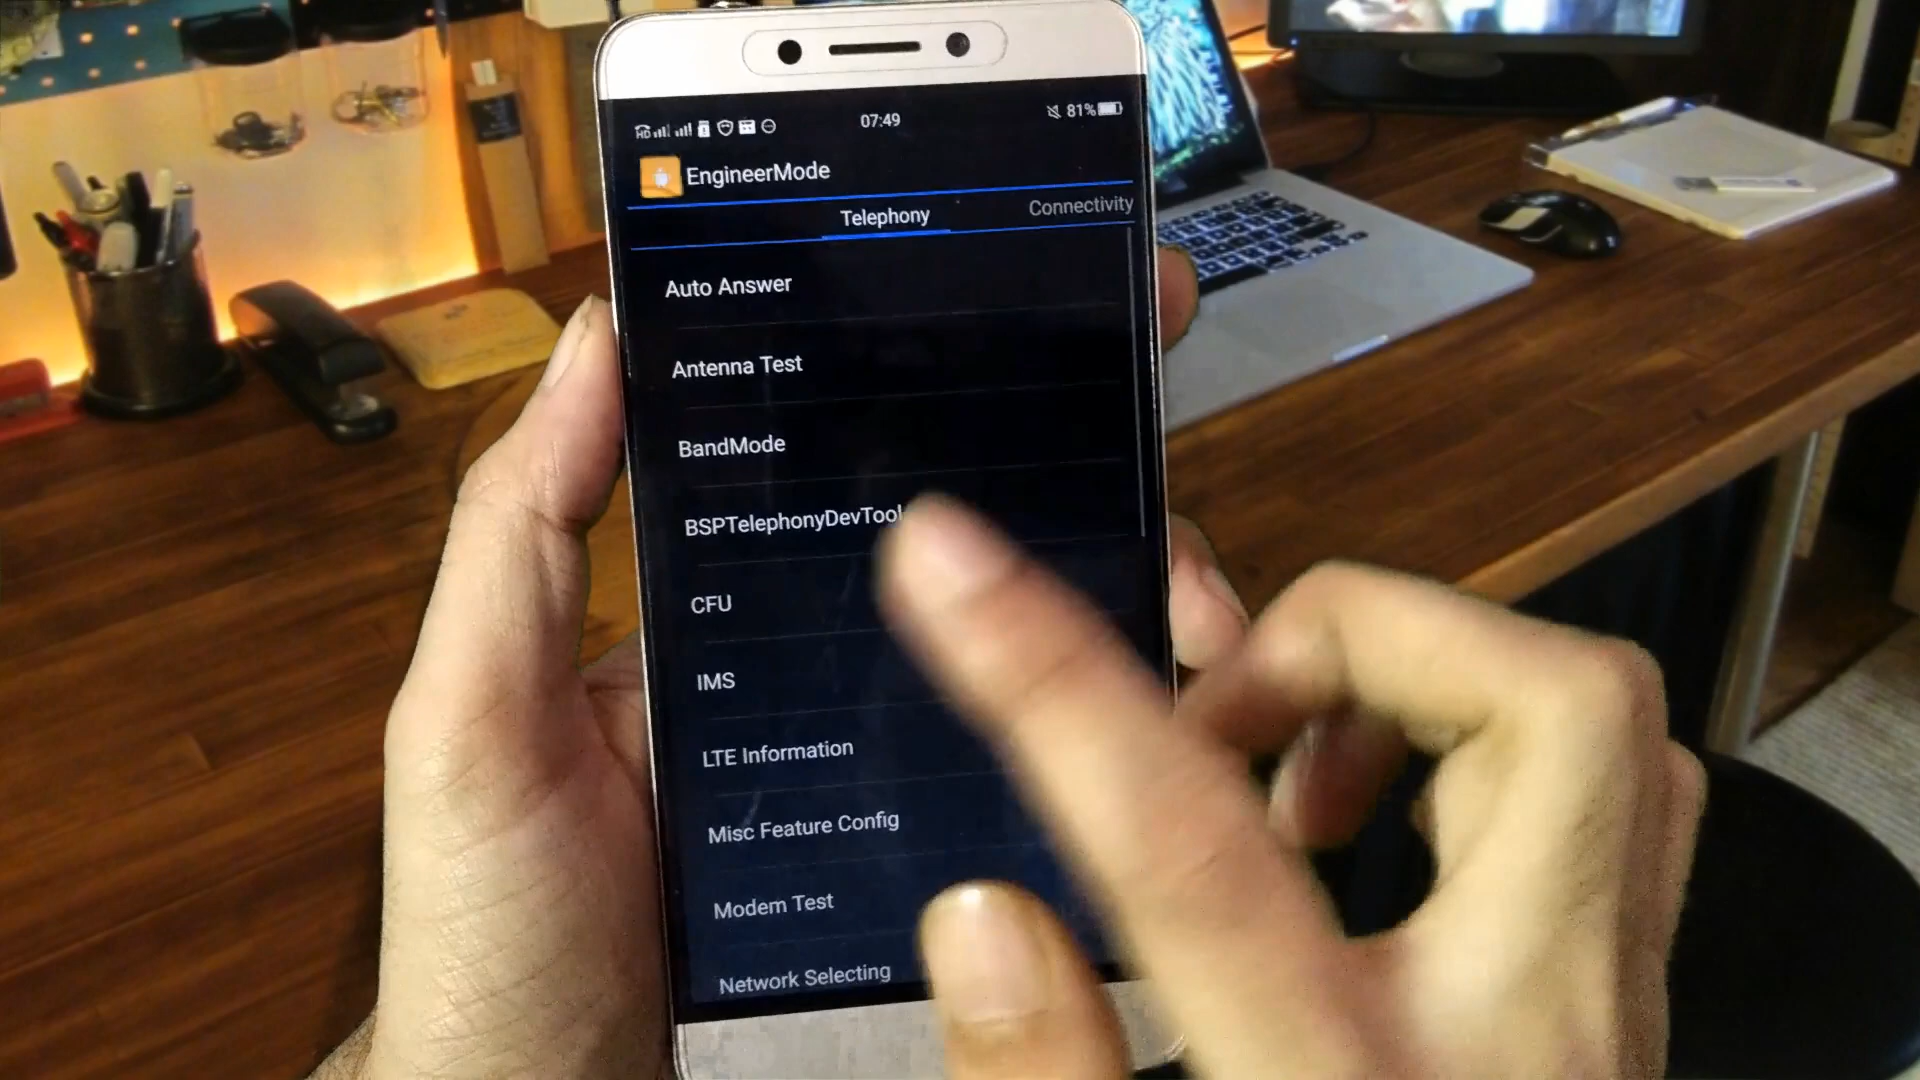 HD 07:49 81%
EngineerMode
Telephony Connectivity
Auto Answer
Antenna Test
BandMode
BSPTelephonyDevTool
CFU
IMS
LTE Information
Misc Feature Config
Modem Test
Network Selecting